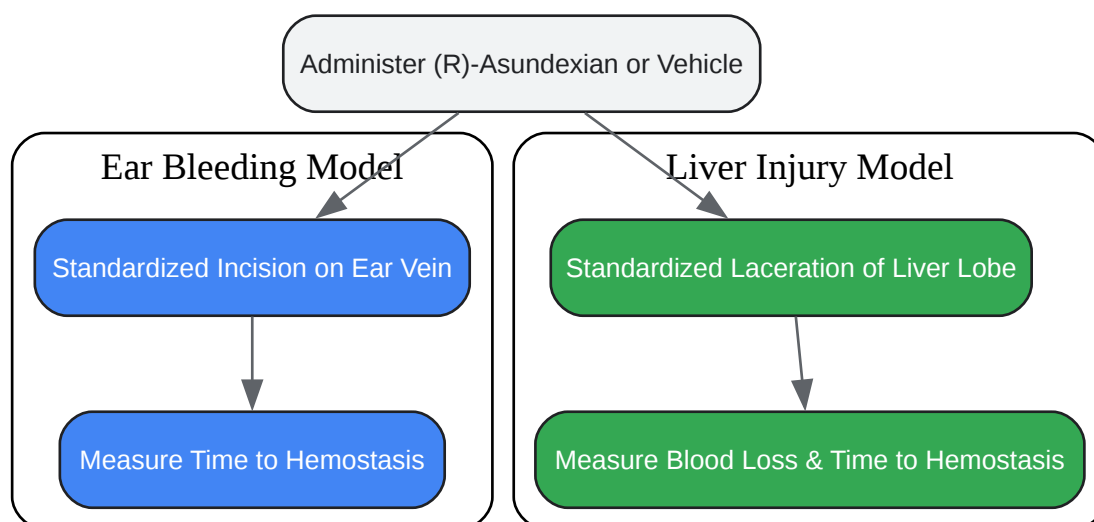 Administer (R)-Asundexian or Vehicle
Ear Bleeding Model
Standardized Incision on Ear Vein
Measure Time to Hemostasis
Liver Injury Model
Standardized Laceration of Liver Lobe
Measure Blood Loss & Time to Hemostasis